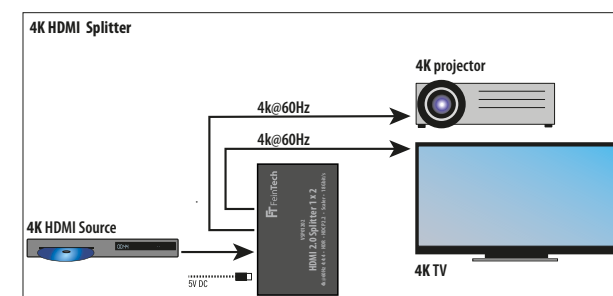 4K HDMI Splitter
4K projector
4k@60Hz
4k@60Hz
FeinTech
HDMI 2.0 Splitter 1 x 2
4K HDMI Source
4K TV
5V DC